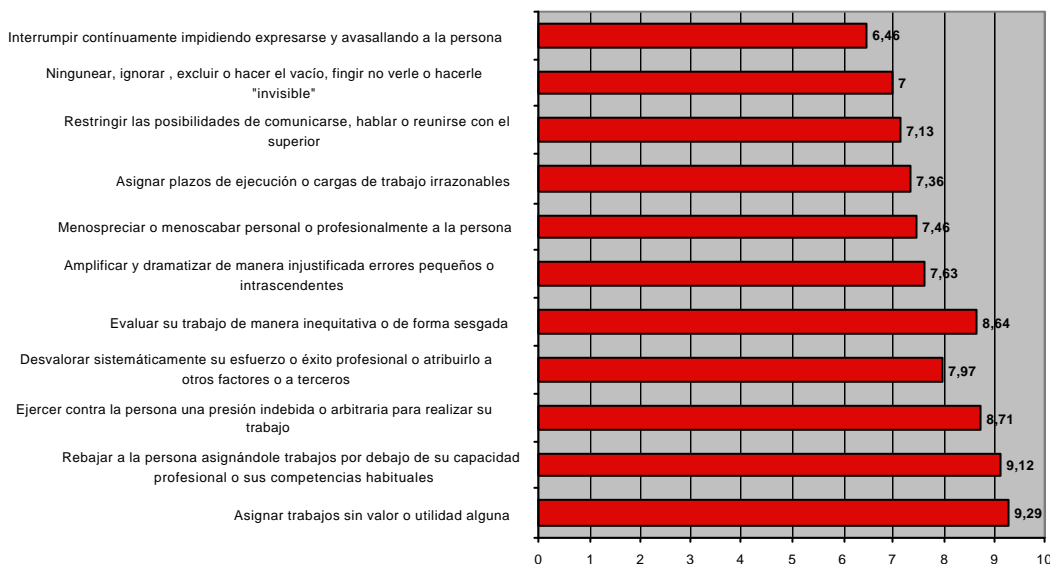 Interrumpir contínuamente impidiendo expresarse y avasallando a la persona
6,46
Ningunear, ignorar , excluir o hacer el vacío, fingir no verle o hacerle
"invisible"
7
Restringir las posibilidades de comunicarse, hablar o reunirse con el
superior
7,13
Asignar plazos de ejecución o cargas de trabajo irrazonables
7,36
Menospreciar o menoscabar personal o profesionalmente a la persona
7,46
Amplificar y dramatizar de manera injustificada errores pequeños o
intrascendentes
7,63
Evaluar su trabajo de manera inequitativa o de forma sesgada
8,64
Desvalorar sistemáticamente su esfuerzo o éxito profesional o atribuirlo a
otros factores o a terceros
7,97
Ejercer contra la persona una presión indebida o arbitraria para realizar su
trabajo
8,71
Rebajar a la persona asignándole trabajos por debajo de su capacidad
profesional o sus competencias habituales
9,12
Asignar trabajos sin valor o utilidad alguna
9,29
0 1 2 3 4 5 6 7 8 9 10